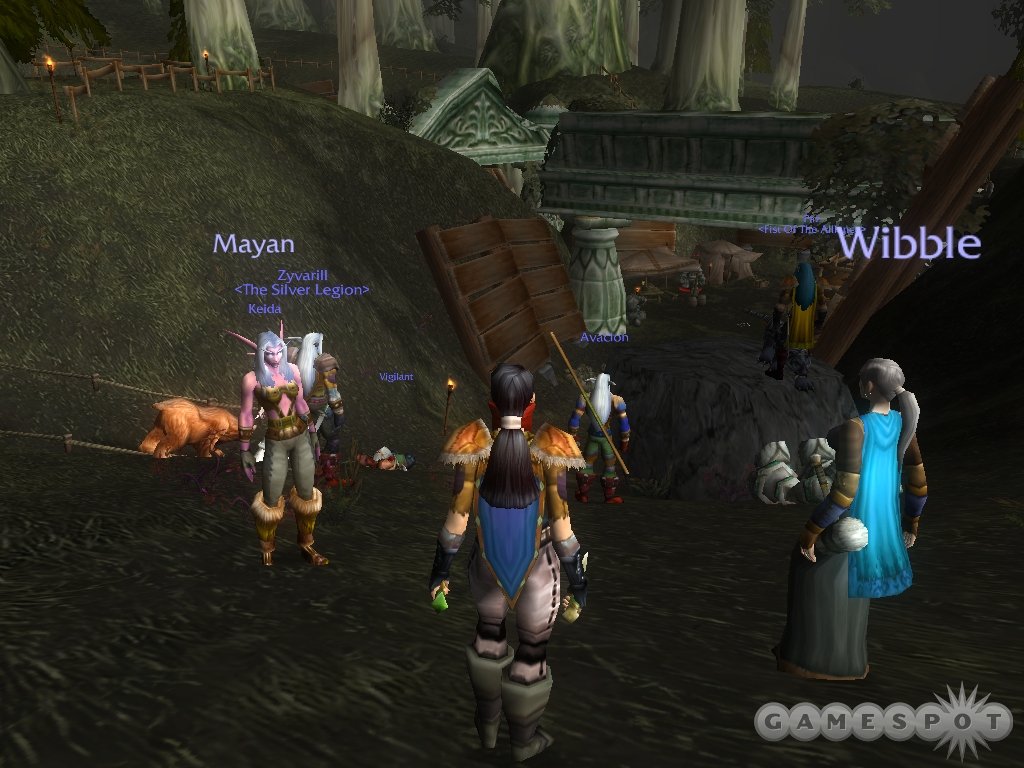 Mayan
Zyvarill
<The Silver Legion>
Keida
Vigilant
Avacion
Wibble
GAMESPOT